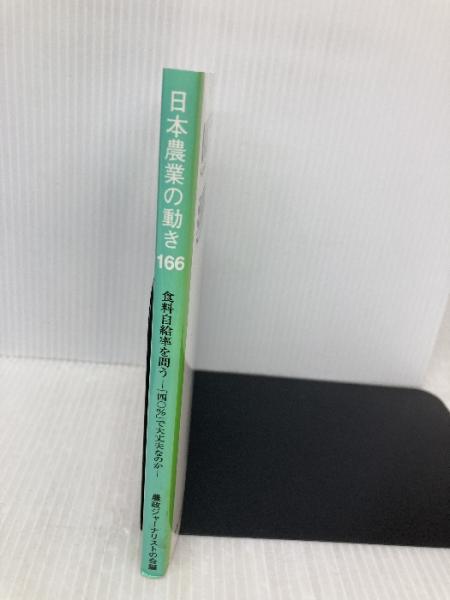 日本農業の動き
166
食料自給率を問う
―「四〇%」で大丈夫なのか―
農政ジャーナリストの会編